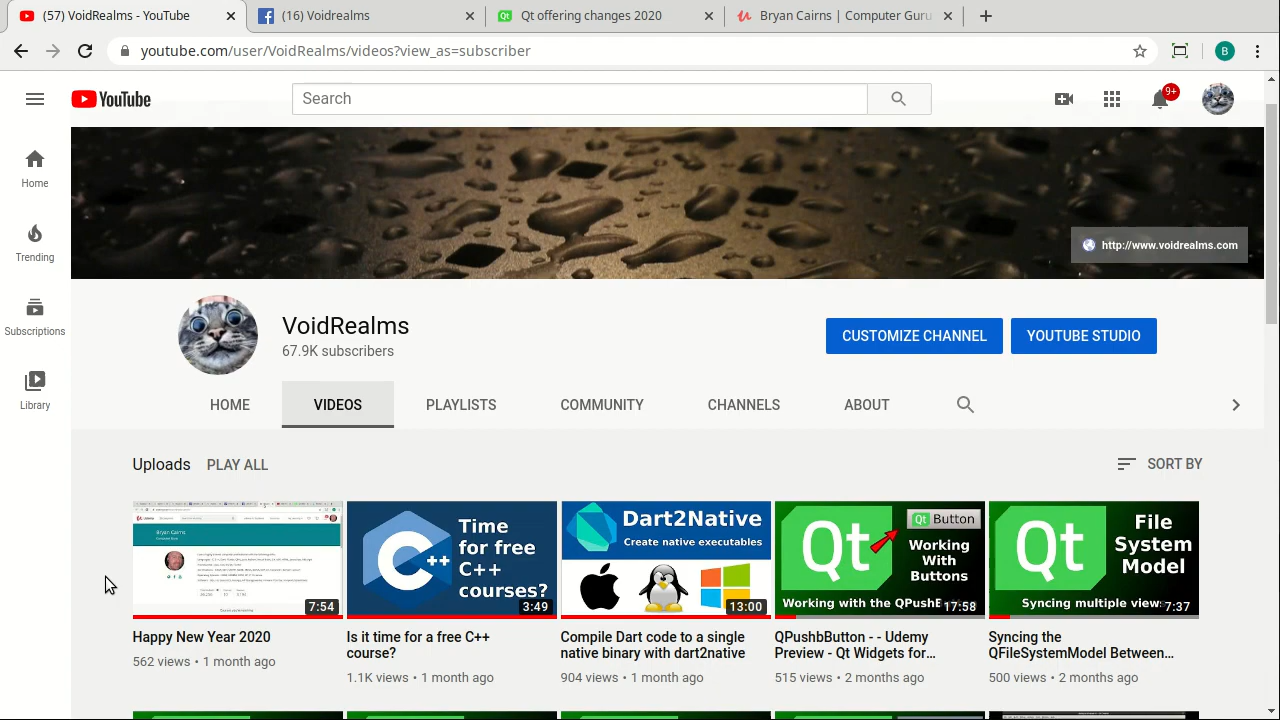 (57) VoidRealms - YouTube
(16) Voidrealms
Qt offering changes 2020
Bryan Cairns | Computer Guru
youtube.com/user/VoidRealms/videos?view_as=subscriber
B
YouTube
Search
9+
Home
Trending
Subscriptions
Library
http://www.voidrealms.com
VoidRealms
67.9K subscribers
CUSTOMIZE CHANNEL
YOUTUBE STUDIO
HOME
VIDEOS
PLAYLISTS
COMMUNITY
CHANNELS
ABOUT
Uploads
PLAY ALL
SORT BY
Bryan Cairns
7:54
C++
Time
for free
C++
courses?
3:49
Dart2Native
Create native executables
13:00
Qt
Qt Button
Working
with
Working with the
17:58
Qt
File
System
Model
Syncing multiple view
7:37
Happy New Year 2020
562 views • 1 month ago
Is it time for a free C++
course?
1.1K views • 1 month ago
Compile Dart code to a single
native binary with dart2native
904 views • 1 month ago
QPushbButton - - Udemy
Preview - Qt Widgets for...
515 views • 2 months ago
Syncing the
QFileSystemModel Between...
500 views • 2 months ago